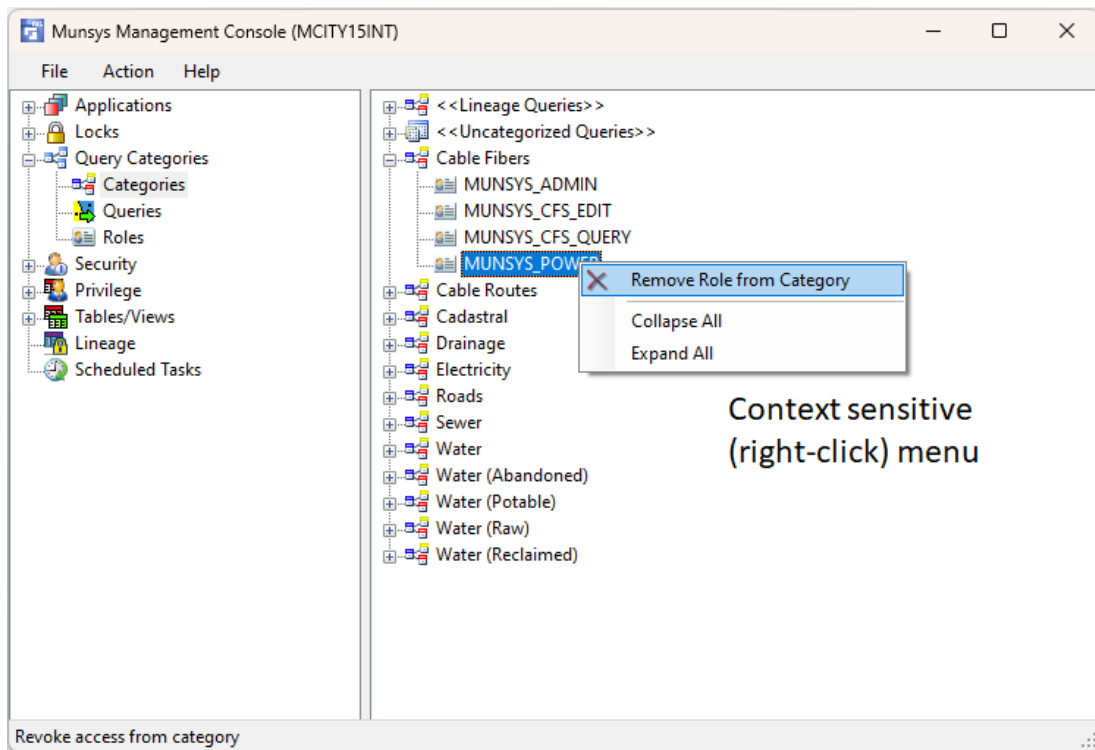 Munsys Management Console (MCITY15INT)
File Action Help
Applications
Locks
Query Categories
Categories
Queries
Roles
Security
Privilege
Tables/Views
Lineage
Scheduled Tasks
<<Lineage Queries>>
<<Uncategorized Queries>>
Cable Fibers
MUNSYS_ADMIN
MUNSYS_CFS_EDIT
MUNSYS_CFS_QUERY
MUNSYS_POWER
Cable Routes
Cadastral
Drainage
Electricity
Roads
Sewer
Water
Water (Abandoned)
Water (Potable)
Water (Raw)
Water (Reclaimed)
Remove Role from Category
Collapse All
Expand All
Context sensitive
(right-click) menu
Revoke access from category